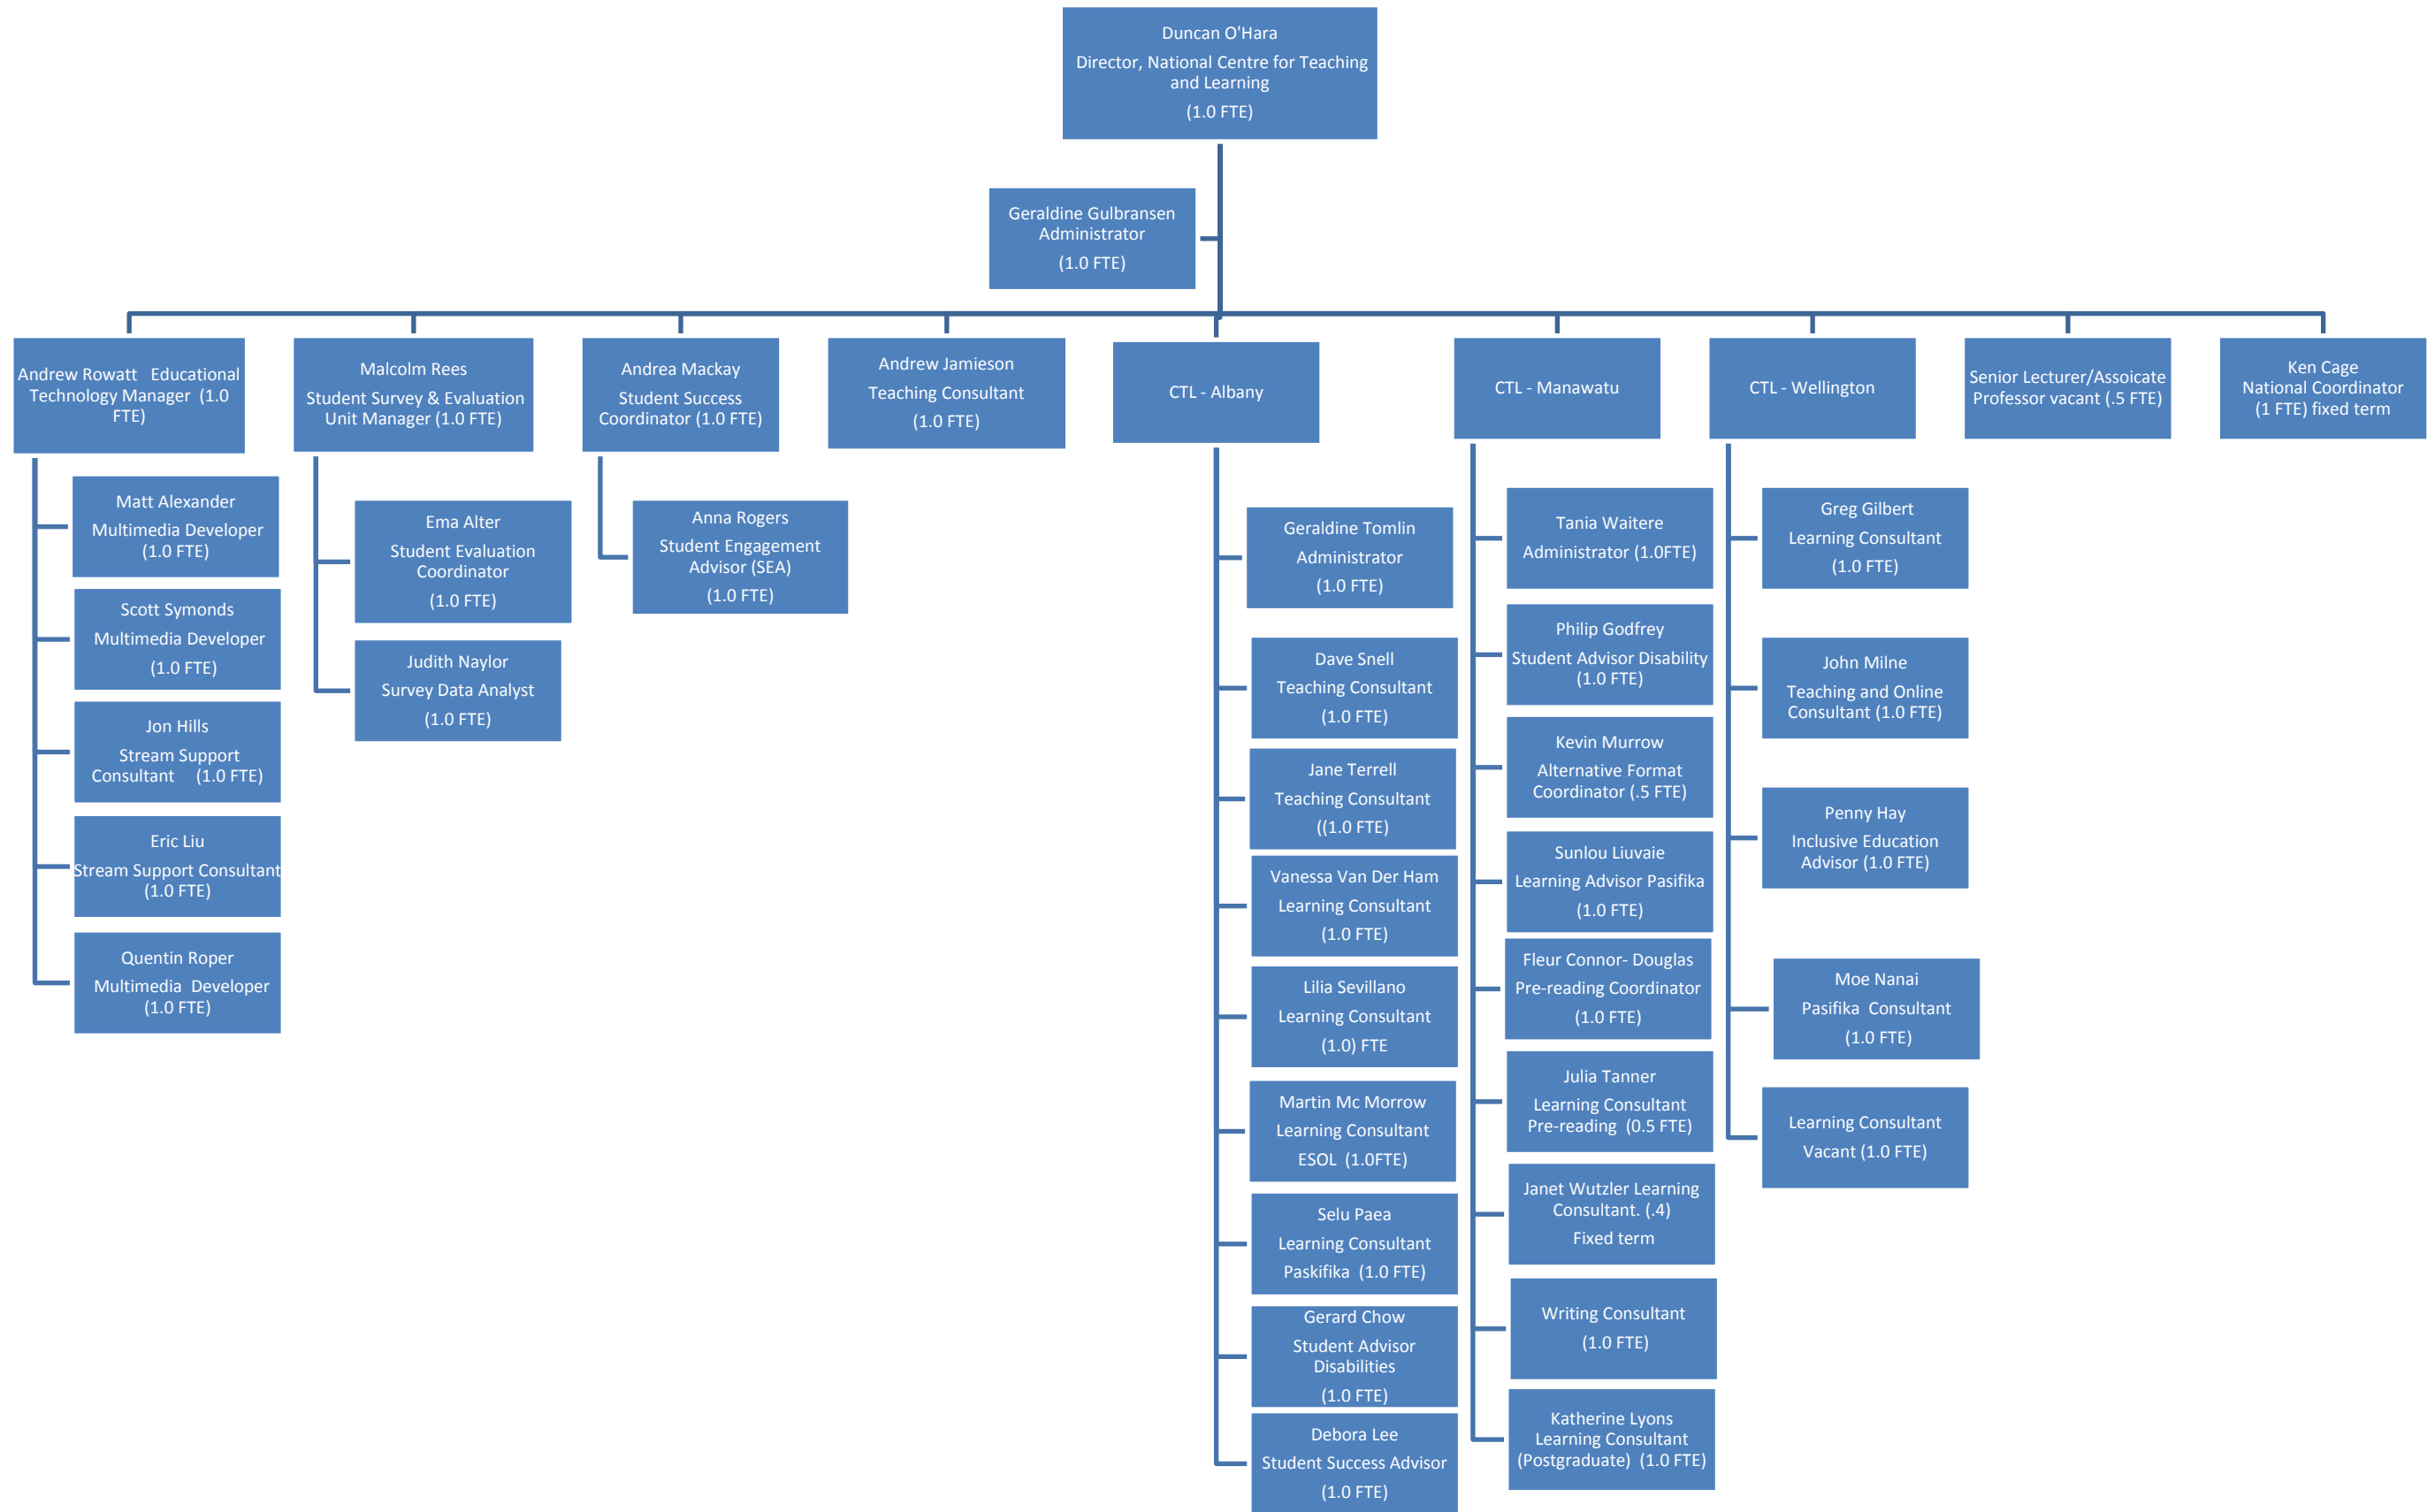 Duncan O'Hara
Director, National Centre for Teaching
and Learning
(1.0 FTE)
Geraldine Gulbransen
Administrator
(1.0 FTE)
Andrew Rowatt   Educational
Technology Manager  (1.0
FTE)
Malcolm Rees
Student Survey & Evaluation
Unit Manager (1.0 FTE)
Andrea Mackay
Student Success
Coordinator (1.0 FTE)
Andrew Jamieson
Teaching Consultant
(1.0 FTE)
CTL - Albany
CTL - Manawatu
CTL - Wellington
Senior Lecturer/Assoicate
Professor vacant (.5 FTE)
Ken Cage
National Coordinator
(1 FTE) fixed term
Matt Alexander
Multimedia Developer
(1.0 FTE)
Scott Symonds
Multimedia Developer
(1.0 FTE)
Jon Hills
Stream Support
Consultant     (1.0 FTE)
Eric Liu
Stream Support Consultant
(1.0 FTE)
Quentin Roper
Multimedia  Developer
(1.0 FTE)
Ema Alter
Student Evaluation
Coordinator
(1.0 FTE)
Judith Naylor
Survey Data Analyst
(1.0 FTE)
Anna Rogers
Student Engagement
Advisor (SEA)
(1.0 FTE)
Geraldine Tomlin
Administrator
(1.0 FTE)
Dave Snell
Teaching Consultant
(1.0 FTE)
Jane Terrell
Teaching Consultant
((1.0 FTE)
Vanessa Van Der Ham
Learning Consultant
(1.0 FTE)
Lilia Sevillano
Learning Consultant
(1.0) FTE
Martin Mc Morrow
Learning Consultant
ESOL  (1.0FTE)
Selu Paea
Learning Consultant
Paskifika  (1.0 FTE)
Gerard Chow
Student Advisor
Disabilities
(1.0 FTE)
Debora Lee
Student Success Advisor
(1.0 FTE)
Tania Waitere
Administrator (1.0FTE)
Philip Godfrey
Student Advisor Disability
(1.0 FTE)
Kevin Murrow
Alternative Format
Coordinator (.5 FTE)
Sunlou Liuvaie
Learning Advisor Pasifika
(1.0 FTE)
Fleur Connor- Douglas
Pre-reading Coordinator
(1.0 FTE)
Julia Tanner
Learning Consultant
Pre-reading  (0.5 FTE)
Janet Wutzler Learning
Consultant. (.4)
Fixed term
Writing Consultant
(1.0 FTE)
Katherine Lyons
Learning Consultant
(Postgraduate)  (1.0 FTE)
Greg Gilbert
Learning Consultant
(1.0 FTE)
John Milne
Teaching and Online
Consultant (1.0 FTE)
Penny Hay
Inclusive Education
Advisor (1.0 FTE)
Moe Nanai
Pasifika  Consultant
(1.0 FTE)
Learning Consultant
Vacant (1.0 FTE)